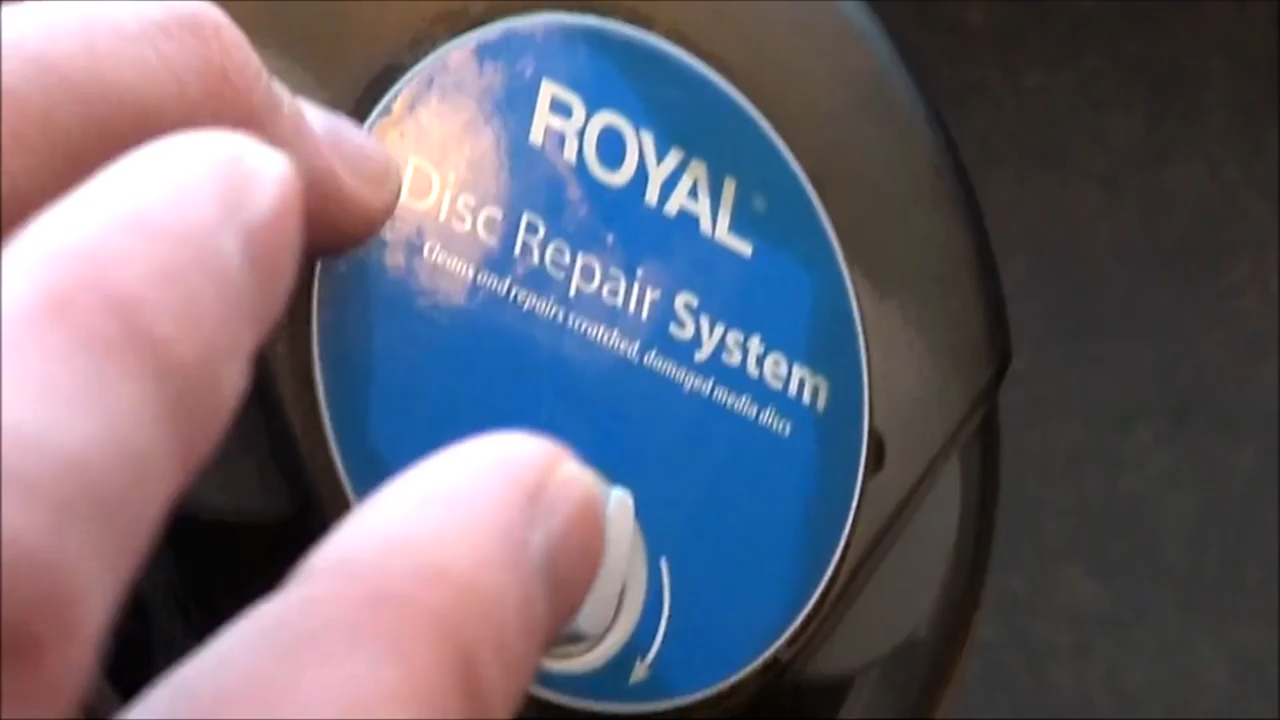 ROYAL
Disc Repair System
Cleans and repairs scratched, damaged media discs